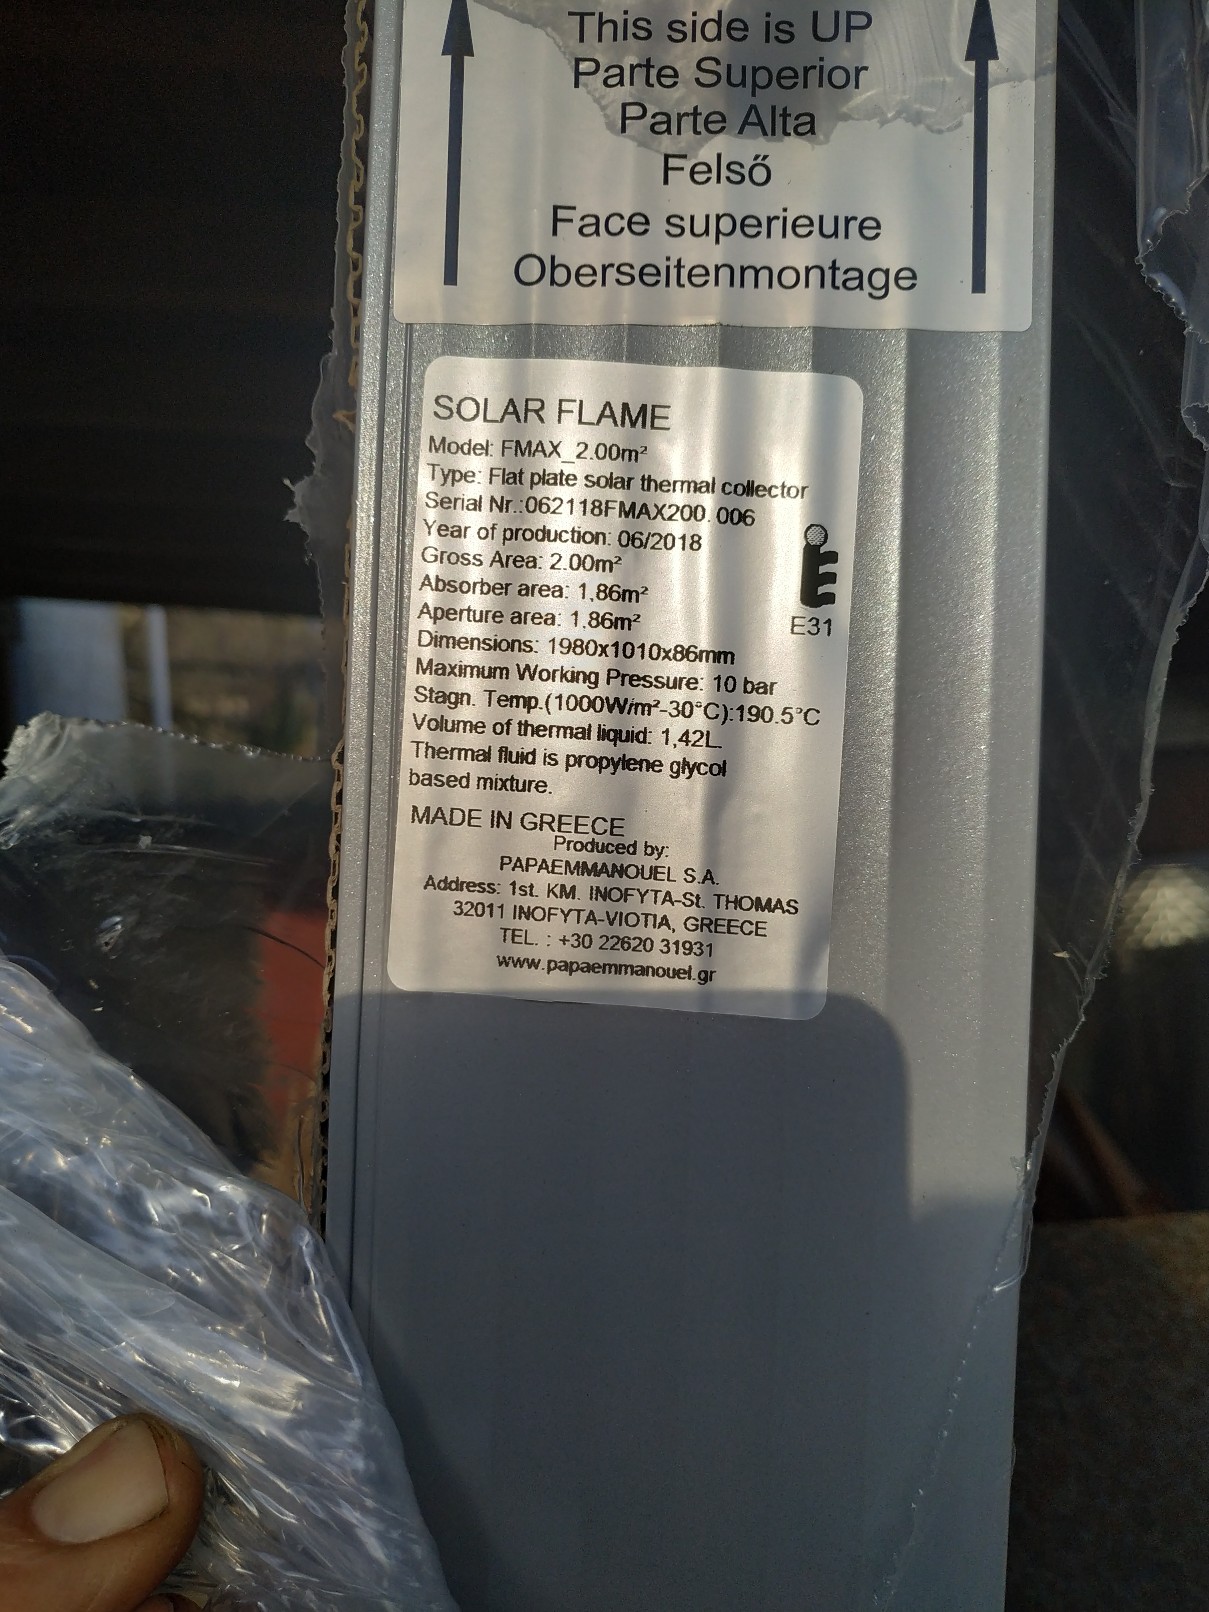 This side is UP
Parte Superior
Parte Alta
Felső
Face superieure
Oberseitenmontage
SOLAR FLAME
Model: FMAX_2.00m²
Type: Flat plate solar thermal collector
Serial Nr.:062118FMAX200.006
Year of production: 06/2018
Gross Area: 2.00m²
Absorber area: 1,86m²
Aperture area: 1.86m²
Dimensions: 1980x1010x86mm
Maximum Working Pressure: 10 bar
Stagn. Temp.(1000W/m²-30°C):190.5°C
Volume of thermal liquid: 1,42L
Thermal fluid is propylene glycol
based mixture.
E31
MADE IN GREECE
Produced by:
PAPAEMMANOUEL S.A.
Address: 1st. KM. INOFYTA-St. THOMAS
32011 INOFYTA-VIOTIA, GREECE
TEL. : +30 22620 31931
www.papaemmanouel.gr